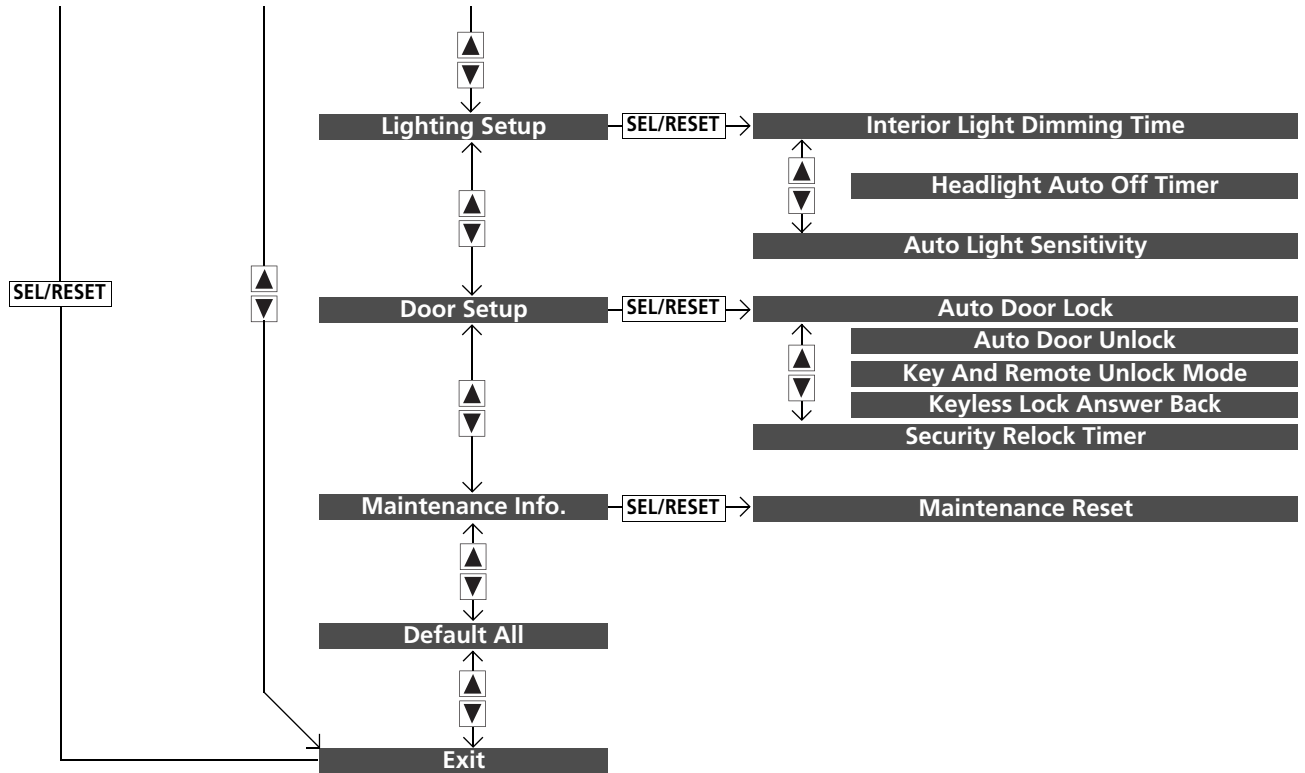 ▲
▼
Lighting Setup SEL/RESET Interior Light Dimming Time
▲
▼
Headlight Auto Off Timer
Auto Light Sensitivity
▲
▼
SEL/RESET
▲
▼
Door Setup SEL/RESET Auto Door Lock
▲
▼
Auto Door Unlock
Key And Remote Unlock Mode
Keyless Lock Answer Back
Security Relock Timer
▲
▼
Maintenance Info. SEL/RESET Maintenance Reset
▲
▼
Default All
▲
▼
Exit